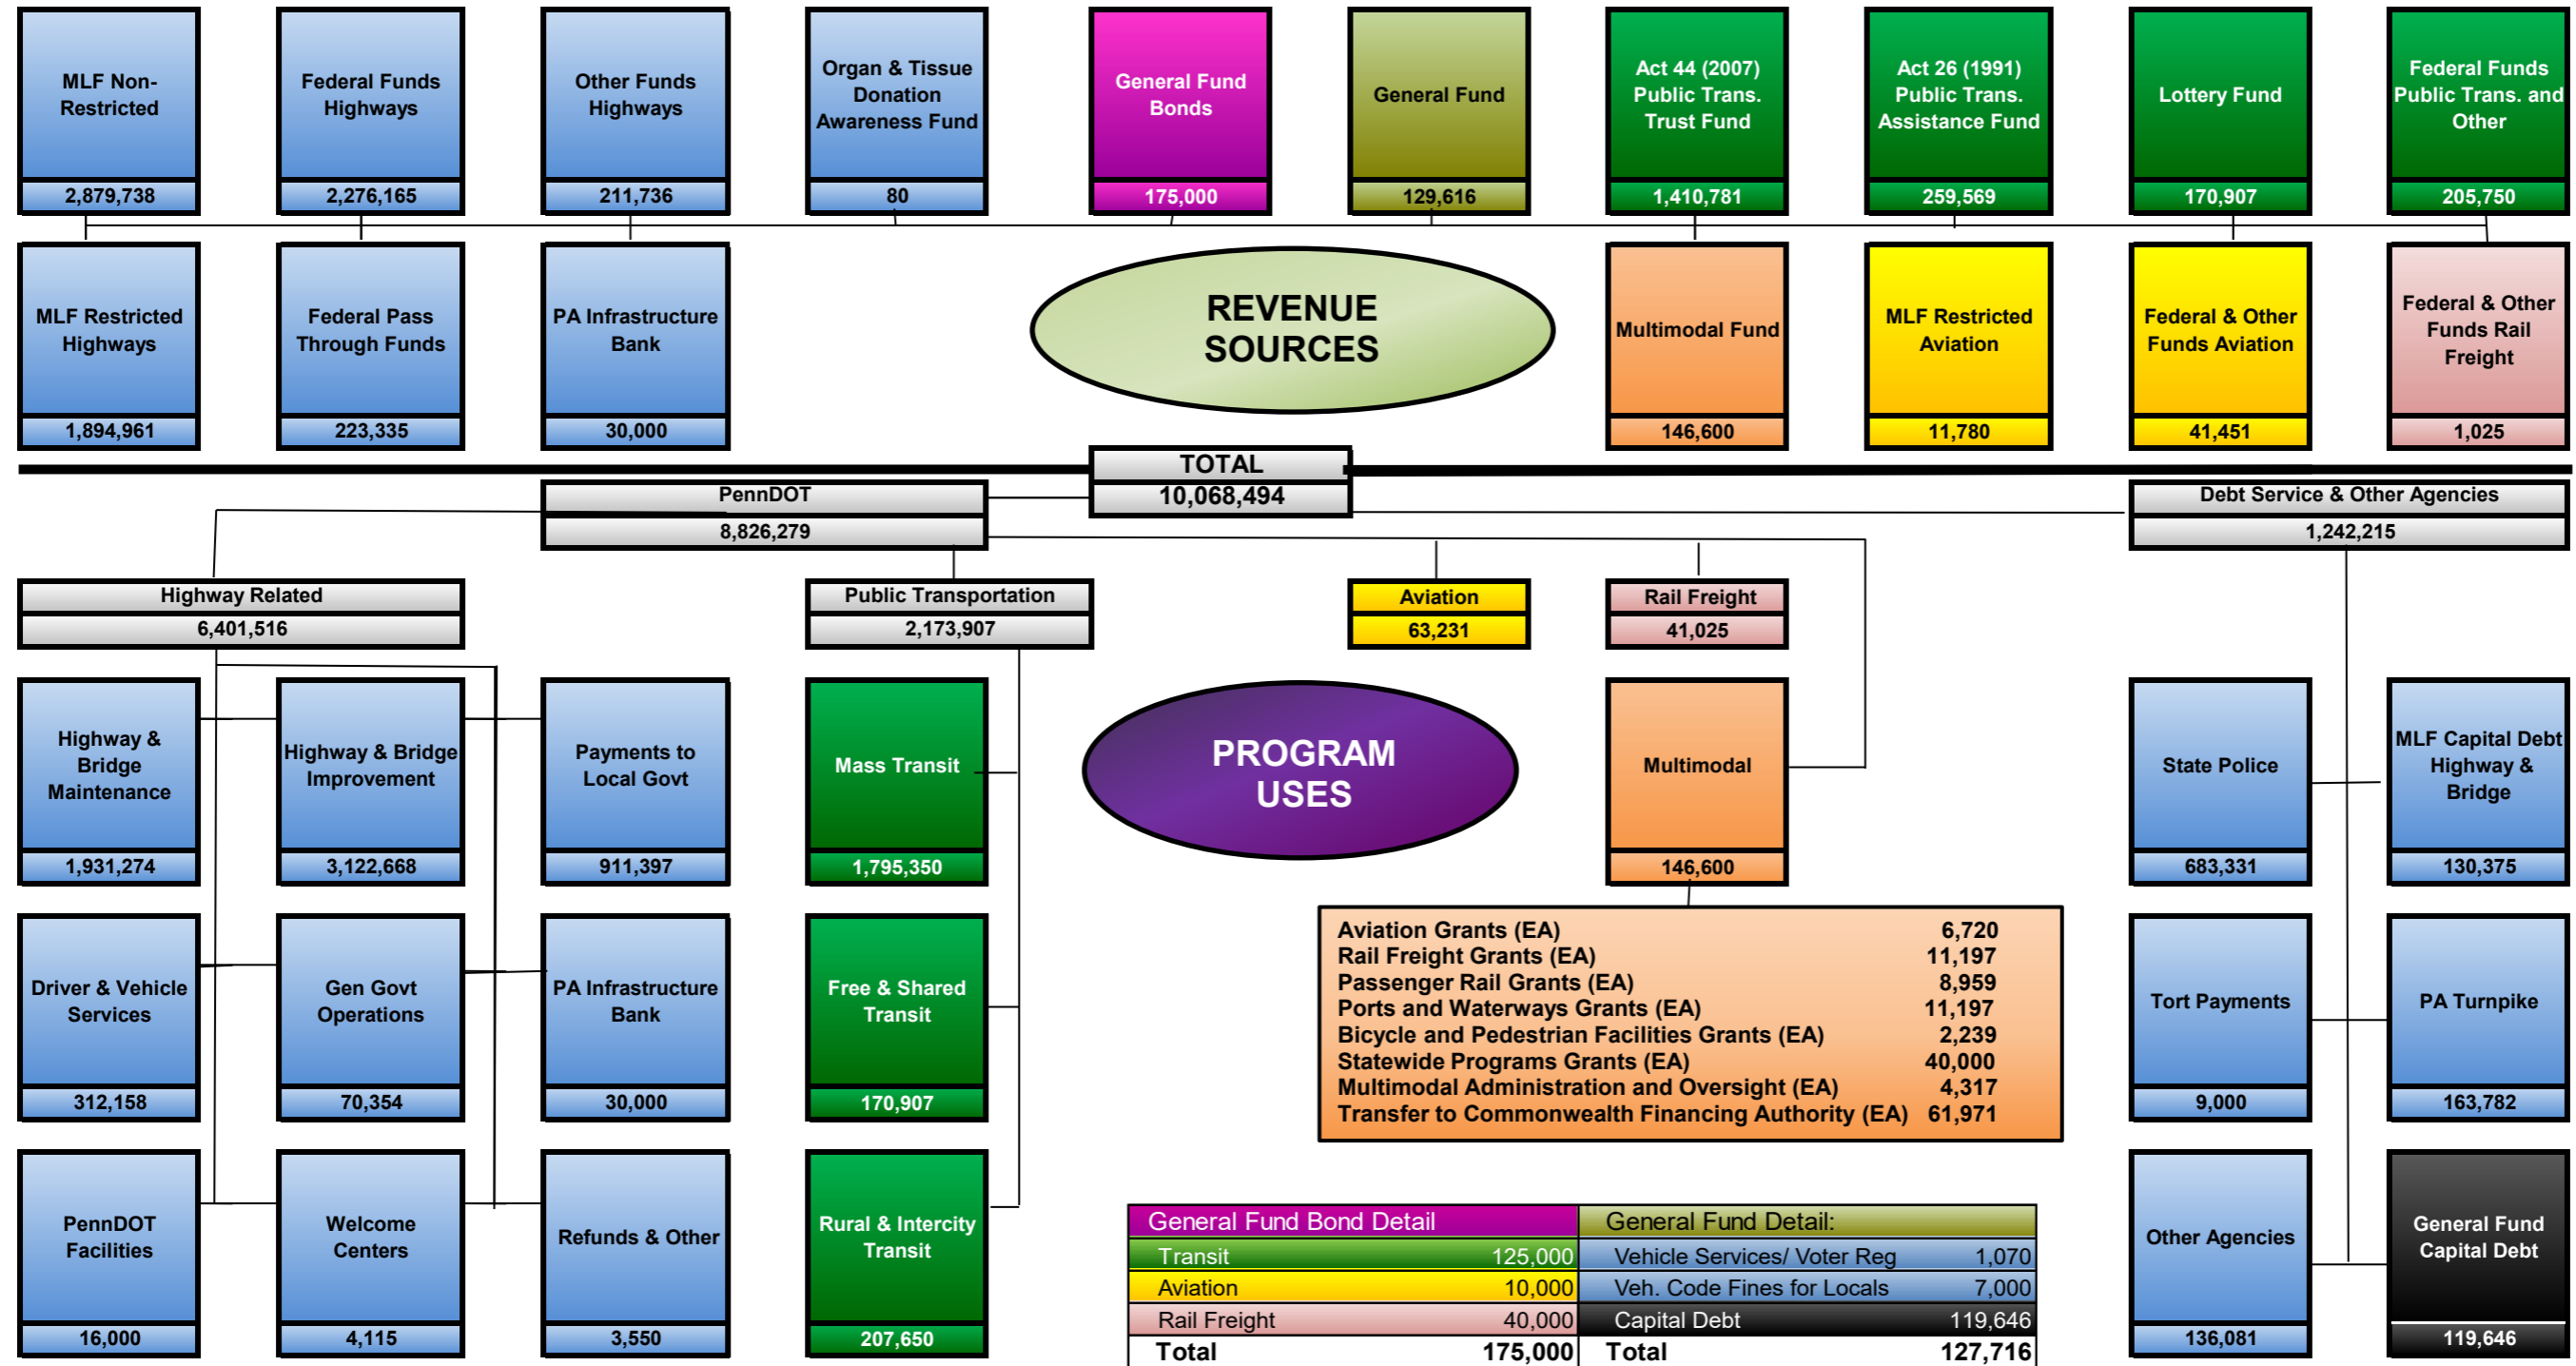 MLF Non-
Restricted
2,879,738
Federal Funds
Highways
2,276,165
Other Funds
Highways
211,736
Organ & Tissue
Donation
Awareness Fund
80
General Fund
Bonds
175,000
General Fund
129,616
Act 44 (2007)
Public Trans.
Trust Fund
1,410,781
Act 26 (1991)
Public Trans.
Assistance Fund
259,569
Lottery Fund
170,907
Federal Funds
Public Trans. and
Other
205,750
MLF Restricted
Highways
1,894,961
Federal Pass
Through Funds
223,335
PA Infrastructure
Bank
30,000
REVENUE
SOURCES
Multimodal Fund
146,600
MLF Restricted
Aviation
11,780
Federal & Other
Funds Aviation
41,451
Federal & Other
Funds Rail
Freight
1,025
TOTAL
10,068,494
PennDOT
8,826,279
Debt Service & Other Agencies
1,242,215
Highway Related
6,401,516
Public Transportation
2,173,907
Aviation
63,231
Rail Freight
41,025
Highway &
Bridge
Maintenance
1,931,274
Highway & Bridge
Improvement
3,122,668
Payments to
Local Govt
911,397
Mass Transit
1,795,350
PROGRAM
USES
Multimodal
146,600
State Police
683,331
MLF Capital Debt
Highway &
Bridge
130,375
Driver & Vehicle
Services
312,158
Gen Govt
Operations
70,354
PA Infrastructure
Bank
30,000
Free & Shared
Transit
170,907
Aviation Grants (EA) 6,720
Rail Freight Grants (EA) 11,197
Passenger Rail Grants (EA) 8,959
Ports and Waterways Grants (EA) 11,197
Bicycle and Pedestrian Facilities Grants (EA) 2,239
Statewide Programs Grants (EA) 40,000
Multimodal Administration and Oversight (EA) 4,317
Transfer to Commonwealth Financing Authority (EA) 61,971
Tort Payments
9,000
PA Turnpike
163,782
PennDOT
Facilities
16,000
Welcome
Centers
4,115
Refunds & Other
3,550
Rural & Intercity
Transit
207,650
General Fund Bond Detail
Transit 125,000
Aviation 10,000
Rail Freight 40,000
Total 175,000
General Fund Detail:
Vehicle Services/ Voter Reg 1,070
Veh. Code Fines for Locals 7,000
Capital Debt 119,646
Total 127,716
Other Agencies
136,081
General Fund
Capital Debt
119,646